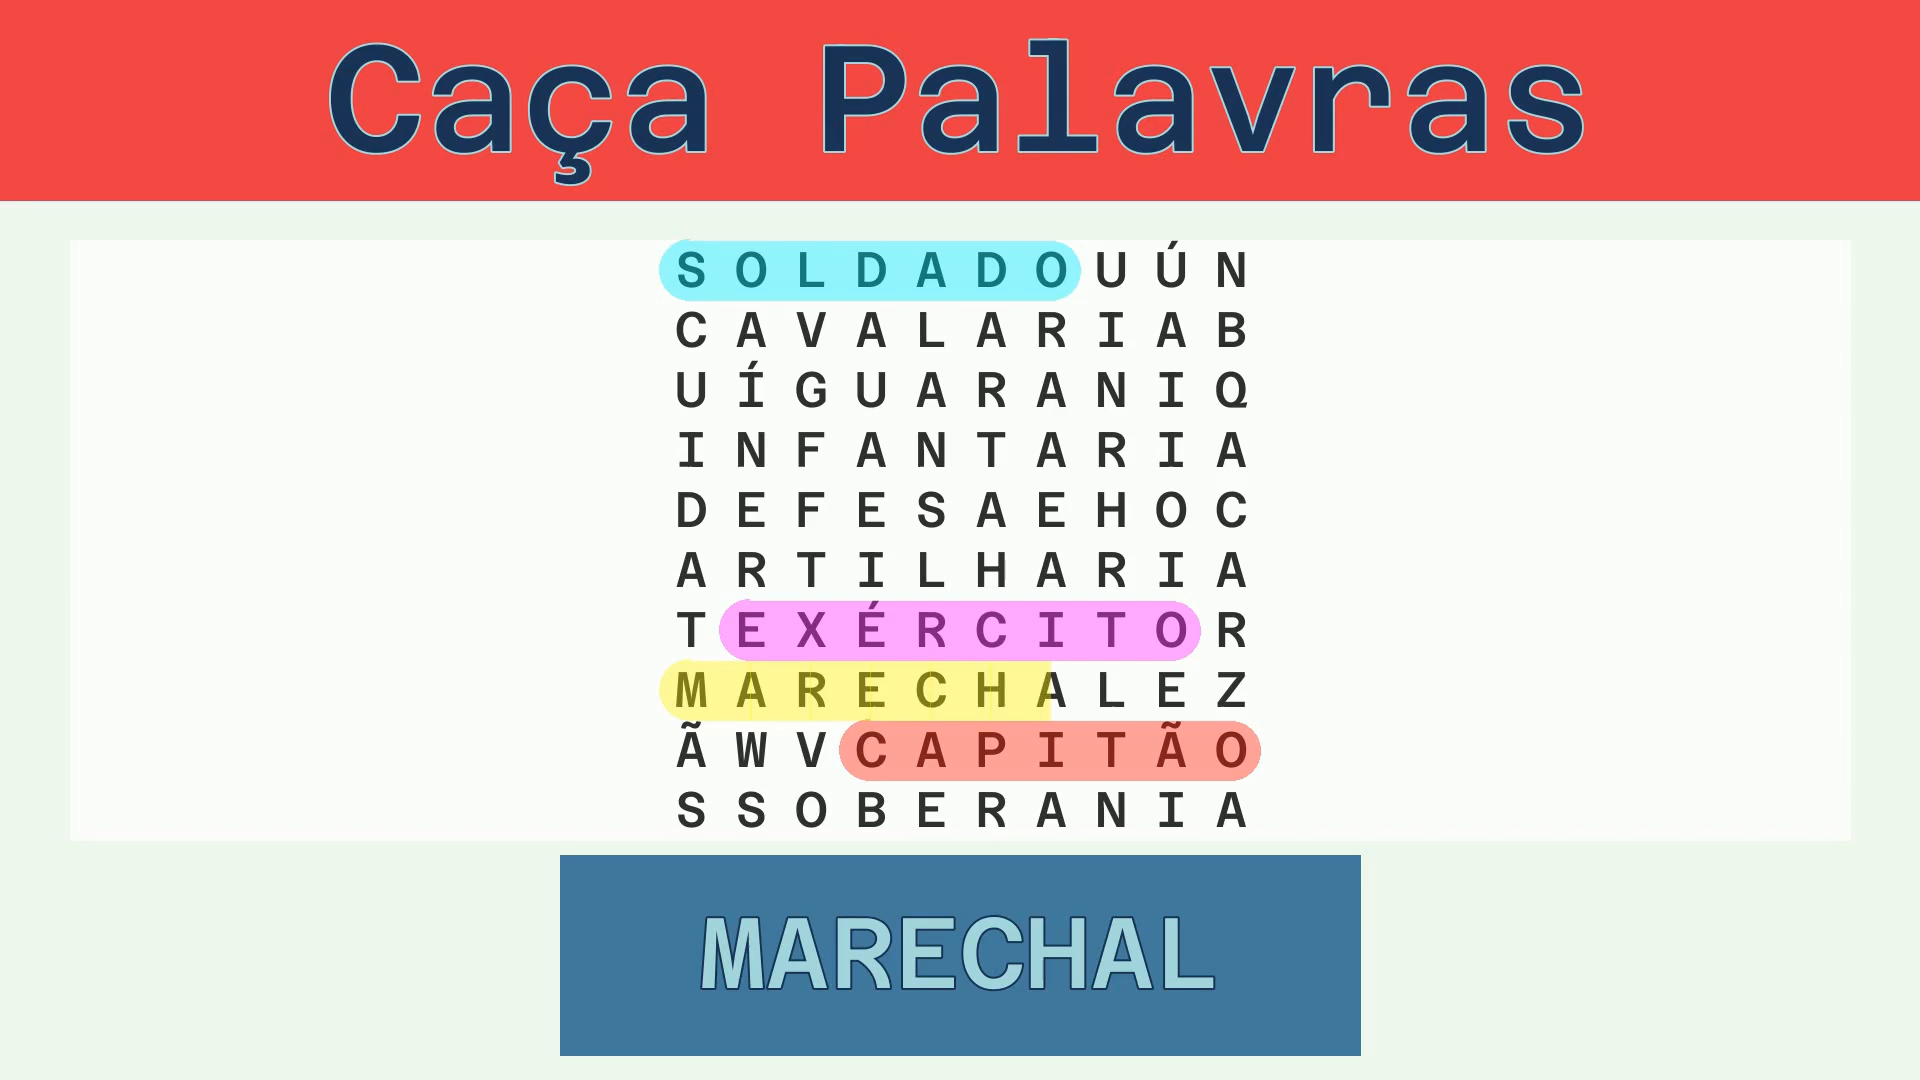 Caça Palavras
S O L D A D O U Ú N
C A V A L A R I A B
U Í G U A R A N I Q
I N F A N T A R I A
D E F E S A E H O C
A R T I L H A R I A
T E X É R C I T O R
M A R E C H A L E Z
Ã W V C A P I T Ã O
S S O B E R A N I A
MARECHAL